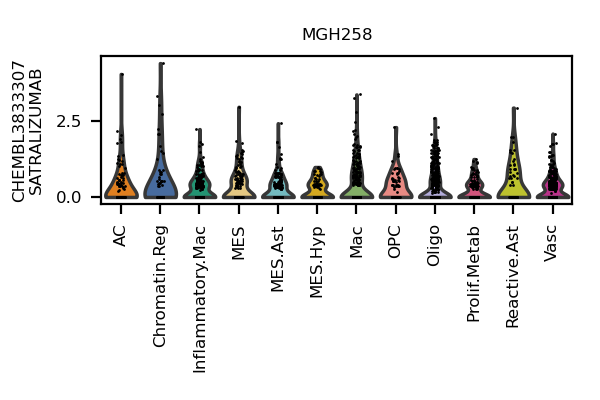 MGH258
CHEMBL3833307
SATRALIZUMAB
2.5
0.0
AC
Chromatin.Reg
Inflammatory.Mac
MES
MES.Ast
MES.Hyp
Mac
OPC
Oligo
Prolif.Metab
Reactive.Ast
Vasc